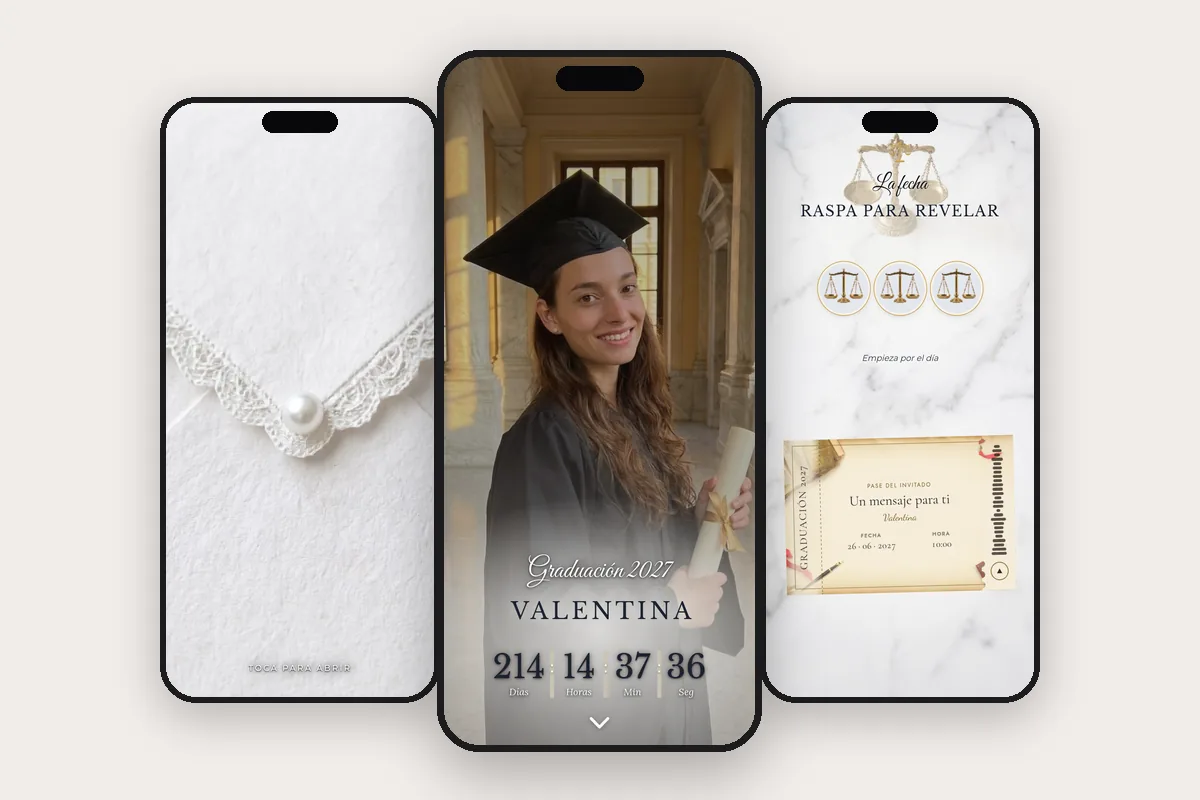 TOCA PARA ABRIR
Graduación 2027
VALENTINA
214 : 14 : 37 : 36
Días Horas Min Seg
La fecha
RASPA PARA REVELAR
Empieza por el día
GRADUACIÓN 2027
PASE DEL INVITADO
Un mensaje para ti
Valentina
FECHA HORA
26 · 06 · 2027 10:00